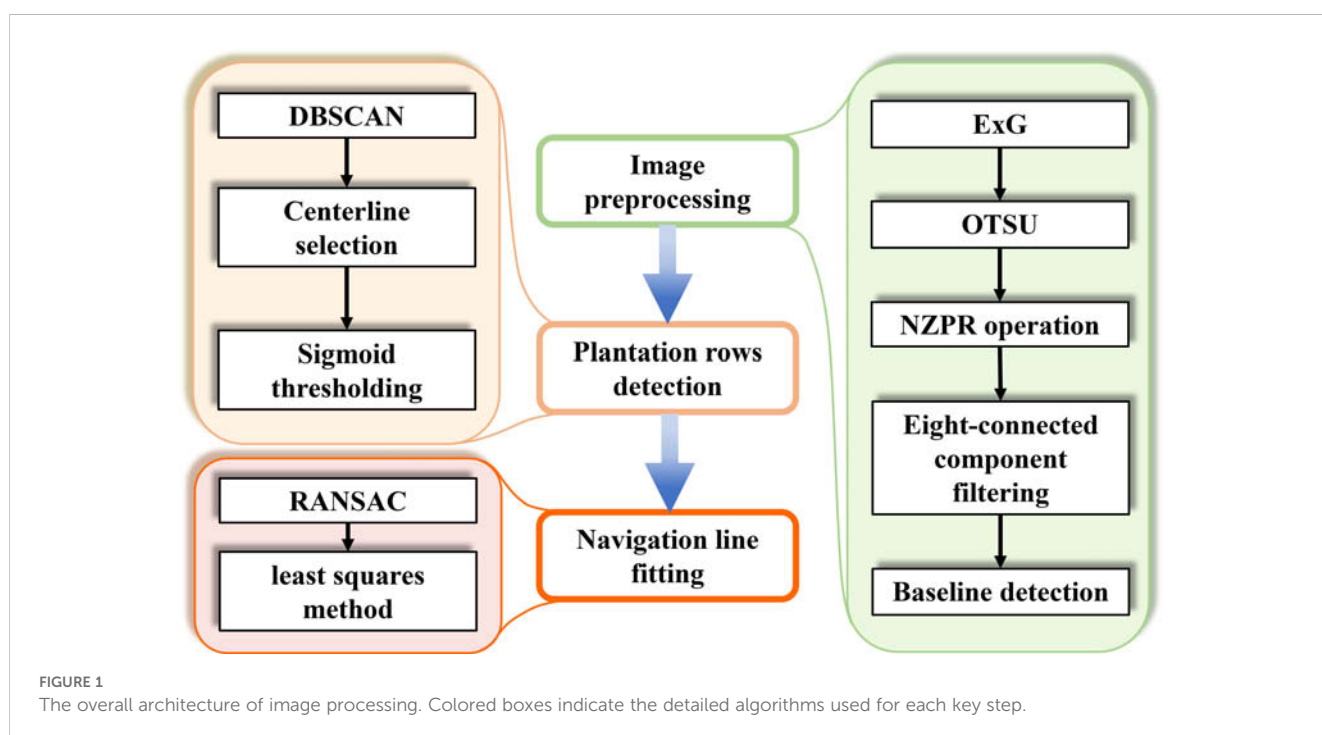 DBSCAN
Centerline
selection
Sigmoid
thresholding
RANSAC
least squares
method
Image
preprocessing
Plantation rows
detection
Navigation line
fitting
ExG
OTSU
NZPR operation
Eight-connected
component
filtering
Baseline detection
FIGURE 1
The overall architecture of image processing. Colored boxes indicate the detailed algorithms used for each key step.